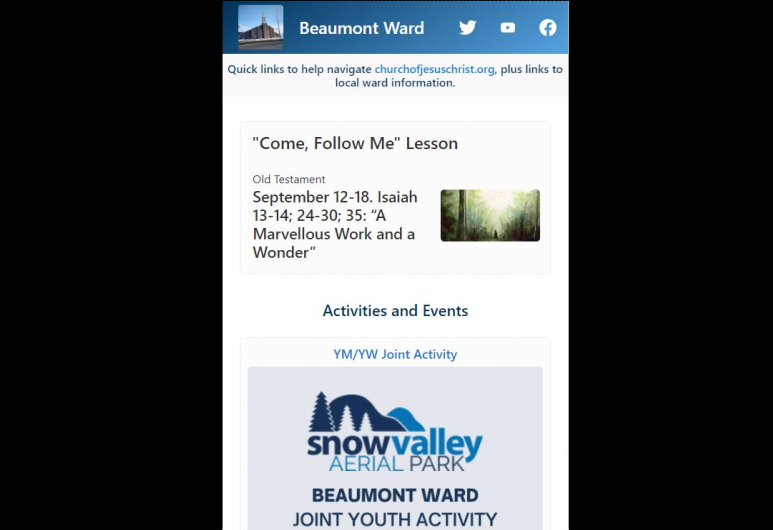 Beaumont Ward
Quick links to help navigate churchofjesuschrist.org, plus links to
local ward information.
"Come, Follow Me" Lesson
Old Testament
September 12-18. Isaiah
13-14; 24-30; 35: “A
Marvellous Work and a
Wonder”
Activities and Events
YM/YW Joint Activity
snowvalley
AERIAL PARK
BEAUMONT WARD
JOINT YOUTH ACTIVITY